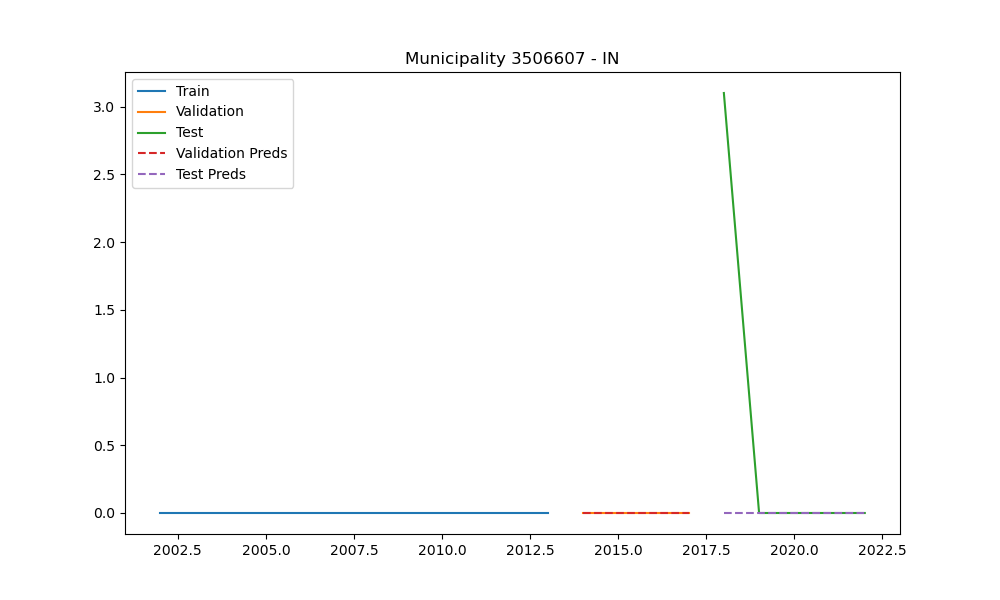 Municipality 3506607 - IN
Train
Validation
Test
Validation Preds
Test Preds
3.0
2.5
2.0
1.5
1.0
0.5
0.0
2002.5 2005.0 2007.5 2010.0 2012.5 2015.0 2017.5 2020.0 2022.5